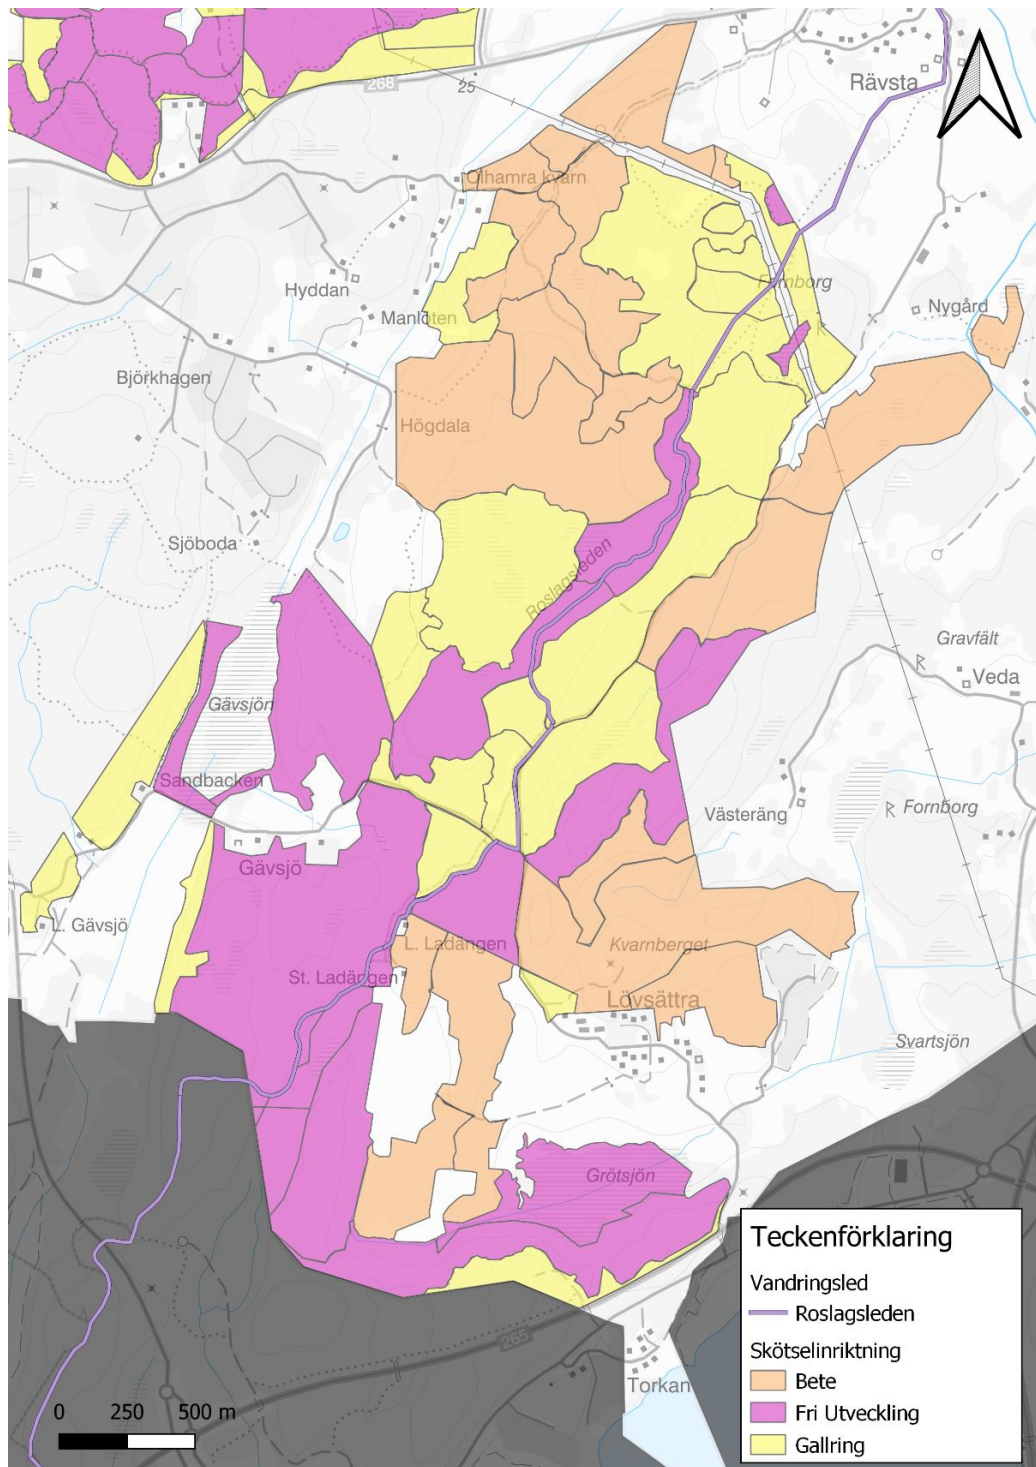 Rävsta
268
25
Olhamra kvarn
Fornborg
Hyddan
Nygård
Manlöten
Björkhagen
Högdala
Sjöboda
Roslagsleden
Gravfält
Veda
Gävsjön
Sandbacken
Västeräng
Fornborg
Gävsjö
L. Gävsjö
L. Ladängen
Kvarnberget
St. Ladängen
Lövsättra
Svartsjön
Grötsjön
265
Torkan
Teckenförklaring
Vandringsled
Roslagsleden
Skötselinriktning
Bete
Fri Utveckling
Gallring
0 250 500 m